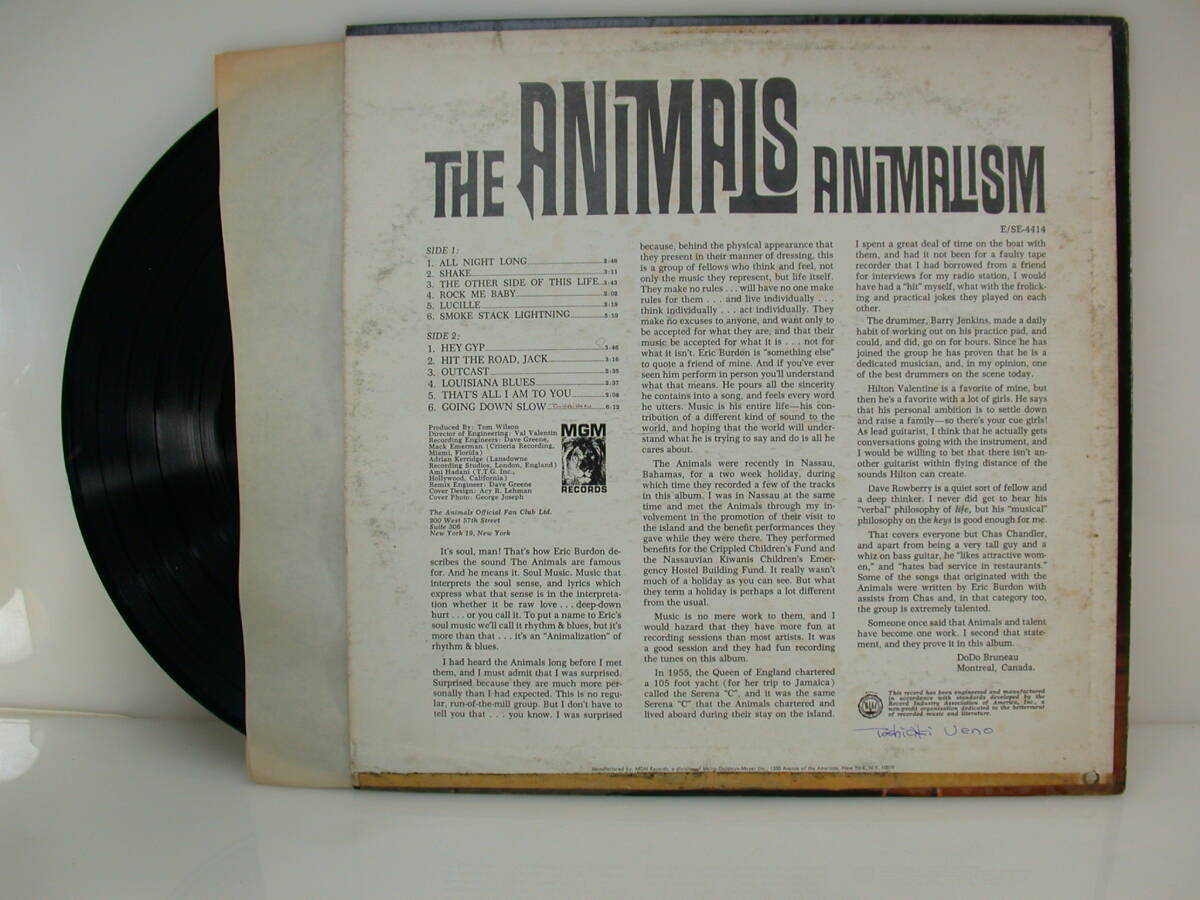 THE ANIMALS ANIMALISM
E/SE-4414
SIDE 1:
1. ALL NIGHT LONG 2:46
2. SHAKE 3:11
3. THE OTHER SIDE OF THIS LIFE 3:43
4. ROCK ME BABY 2:02
5. LUCILLE 2:19
6. SMOKE STACK LIGHTNING 5:10
SIDE 2:
1. HEY GYP 3:46
2. HIT THE ROAD, JACK 3:16
3. OUTCAST 2:35
4. LOUISIANA BLUES 2:37
5. THAT'S ALL I AM TO YOU 2:08
6. GOING DOWN SLOW 6:12
Produced By: Tom Wilson
Director of Engineering: Val Valentin
Recording Engineers: Dave Greene,
Mack Emerman (Criteria Recording,
Miami, Florida)
Adrian Kerridge (Lansdowne
Recording Studios, London, England)
Ami Hadani (T.T.G. Inc.,
Hollywood, California)
Remix Engineer: Dave Greene
Cover Design: Acy R. Lehman
Cover Photo: George Joseph
MGM
RECORDS
The Animals Official Fan Club Ltd.
200 West 57th Street
Suite 306
New York 19, New York
It's soul, man! That's how Eric Burdon de-
scribes the sound The Animals are famous
for. And he means it. Soul Music. Music that
interprets the soul sense, and lyrics which
express what that sense is in the interpreta-
tion whether it be raw love . . . deep-down
hurt . . . or you call it. To put a name to Eric's
soul music we'll call it rhythm & blues, but it's
more than that . . . it's an "Animalization" of
rhythm & blues.
I had heard the Animals long before I met
them, and I must admit that I was surprised.
Surprised because they are much more per-
sonally than I had expected. This is no regu-
lar, run-of-the-mill group. But I don't have to
tell you that . . . you know. I was surprised
because, behind the physical appearance that
they present in their manner of dressing, this
is a group of fellows who think and feel, not
only the music they represent, but life itself.
They make no rules . . . will have no one make
rules for them . . . and live individually . . .
think individually . . . act individually. They
make no excuses to anyone, and want only to
be accepted for what they are; and that their
music be accepted for what it is . . . not for
what it isn't. Eric Burdon is "something else"
to quote a friend of mine. And if you've ever
seen him perform in person you'll understand
what that means. He pours all the sincerity
he contains into a song, and feels every word
he utters. Music is his entire life—his con-
tribution of a different kind of sound to the
world, and hoping that the world will under-
stand what he is trying to say and do is all he
cares about.
The Animals were recently in Nassau,
Bahamas, for a two week holiday, during
which time they recorded a few of the tracks
in this album. I was in Nassau at the same
time and met the Animals through my in-
volvement in the promotion of their visit to
the island and the benefit performances they
gave while they were there. They performed
benefits for the Crippled Children's Fund and
the Nassauvian Kiwanis Children's Emer-
gency Hostel Building Fund. It really wasn't
much of a holiday as you can see. But what
they term a holiday is perhaps a lot different
from the usual.
Music is no mere work to them, and I
would hazard that they have more fun at
recording sessions than most artists. It was
a good session and they had fun recording
the tunes on this album.
In 1955, the Queen of England chartered
a 105 foot yacht (for her trip to Jamaica)
called the Serena "C", and it was the same
Serena "C" that the Animals chartered and
lived aboard during their stay on the island.
I spent a great deal of time on the boat with
them, and had it not been for a faulty tape
recorder that I had borrowed from a friend
for interviews for my radio station, I would
have had a "hit" myself, what with the frolick-
ing and practical jokes they played on each
other.
The drummer, Barry Jenkins, made a daily
habit of working out on his practice pad, and
could, and did, go on for hours. Since he has
joined the group he has proven that he is a
dedicated musician, and, in my opinion, one
of the best drummers on the scene today.
Hilton Valentine is a favorite of mine, but
then he's a favorite with a lot of girls. He says
that his personal ambition is to settle down
and raise a family—so there's your cue girls!
As lead guitarist, I think that he actually gets
conversations going with the instrument, and
I would be willing to bet that there isn't an-
other guitarist within flying distance of the
sounds Hilton can create.
Dave Rowberry is a quiet sort of fellow and
a deep thinker. I never did get to hear his
"verbal" philosophy of life, but his "musical"
philosophy on the keys is good enough for me.
That covers everyone but Chas Chandler,
and apart from being a very tall guy and a
whiz on bass guitar, he "likes attractive wom-
en," and "hates bad service in restaurants."
Some of the songs that originated with the
Animals were written by Eric Burdon with
assists from Chas and, in that category too,
the group is extremely talented.
Someone once said that Animals and talent
have become one work. I second that state-
ment, and they prove it in this album.
DoDo Bruneau
Montreal, Canada.
This record has been engineered and manufactured
in accordance with standards developed by the
Record Industry Association of America, Inc., a
non-profit organization dedicated to the betterment
of recorded music and literature.
Toshiaki Ueno
Manufactured by MGM Records, a division of Metro-Goldwyn-Mayer Inc., 1350 Avenue of the Americas, New York, N.Y. 10019